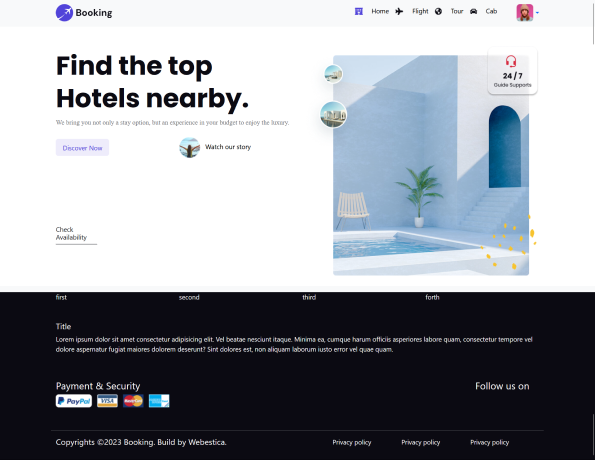 Booking
Home
Flight
Tour
Cab
Find the top
Hotels nearby.
We bring you not only a stay option, but an experience in your budget to enjoy the luxury.
Discover Now
Watch our story
24 / 7
Guide Supports
Check
Availability
first
second
third
forth
Title
Lorem ipsum dolor sit amet consectetur adipisicing elit. Vel beatae nesciunt itaque. Minima ea, cumque harum officiis asperiores labore quam, consectetur tempore vel
dolore aspernatur fugiat maiores dolorem deserunt? Sint dolores est, non aliquam laborum iusto error vel quae quam.
Payment & Security
Follow us on
PayPal
VISA
MasterCard
Copyrights ©2023 Booking. Build by Webestica.
Privacy policy
Privacy policy
Privacy policy